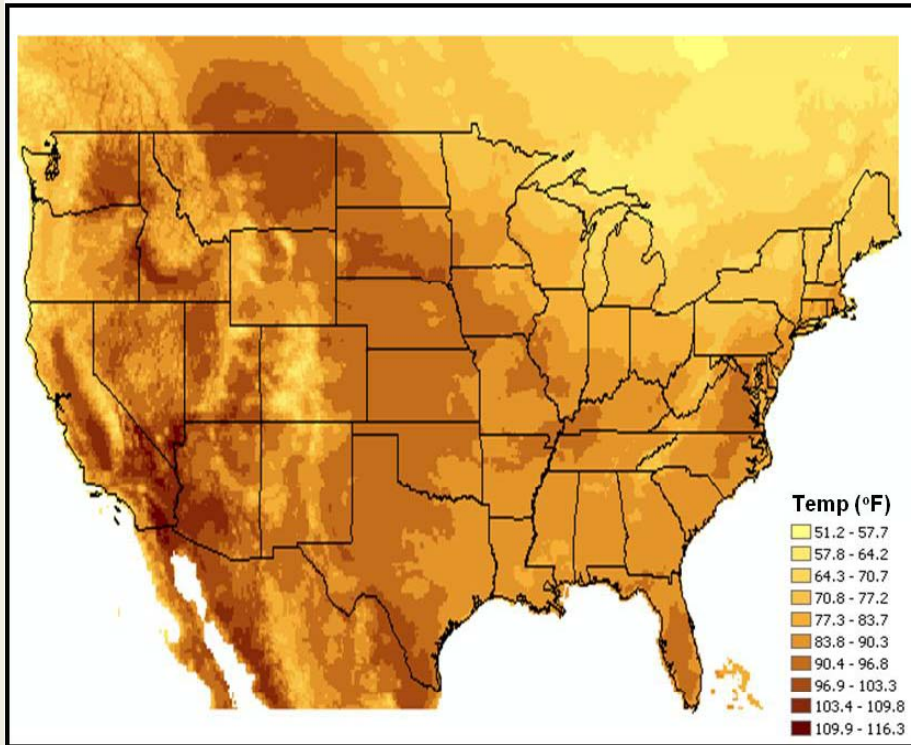 Temp (ºF)
51.2 - 57.7
57.8 - 64.2
64.3 - 70.7
70.8 - 77.2
77.3 - 83.7
83.8 - 90.3
90.4 - 96.8
96.9 - 103.3
103.4 - 109.8
109.9 - 116.3